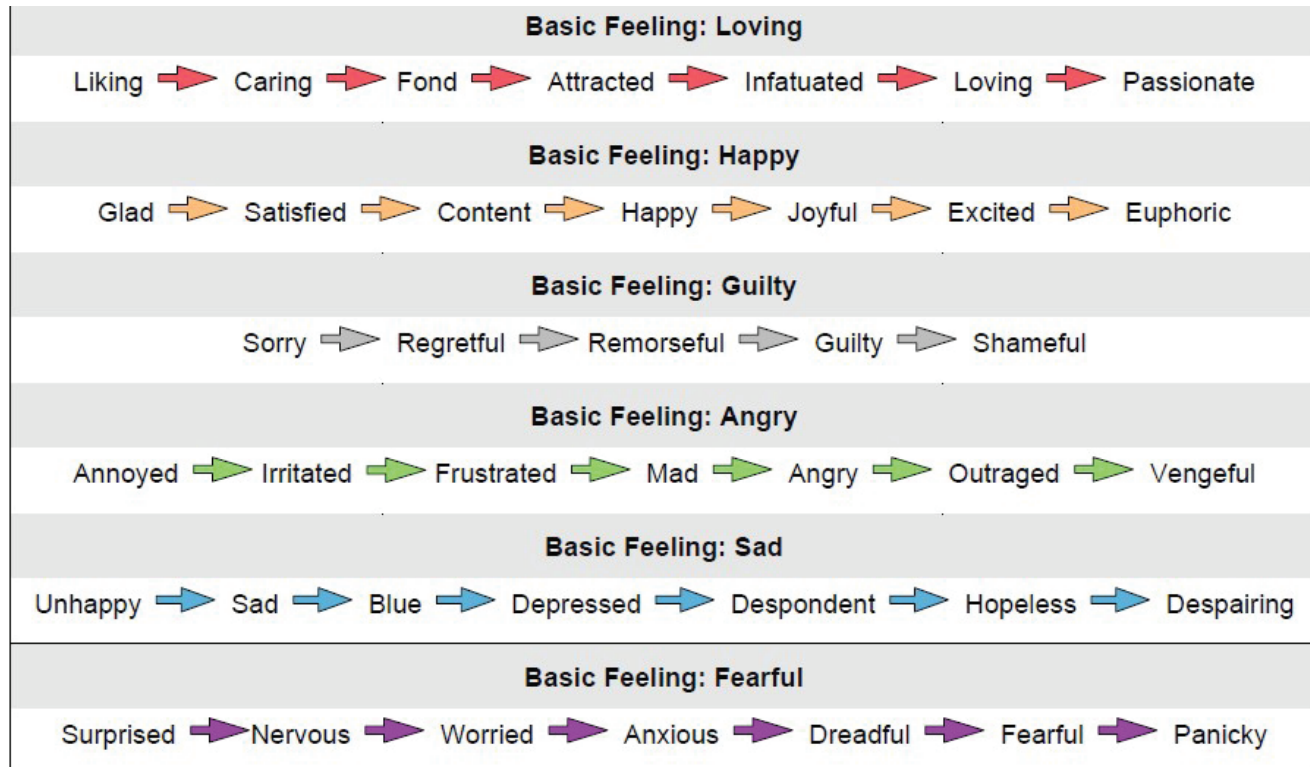 Basic Feeling: Loving
Liking Caring Fond Attracted Infatuated Loving Passionate
Basic Feeling: Happy
Glad Satisfied Content Happy Joyful Excited Euphoric
Basic Feeling: Guilty
Sorry Regretful Remorseful Guilty Shameful
Basic Feeling: Angry
Annoyed Irritated Frustrated Mad Angry Outraged Vengeful
Basic Feeling: Sad
Unhappy Sad Blue Depressed Despondent Hopeless Despairing
Basic Feeling: Fearful
Surprised Nervous Worried Anxious Dreadful Fearful Panicky